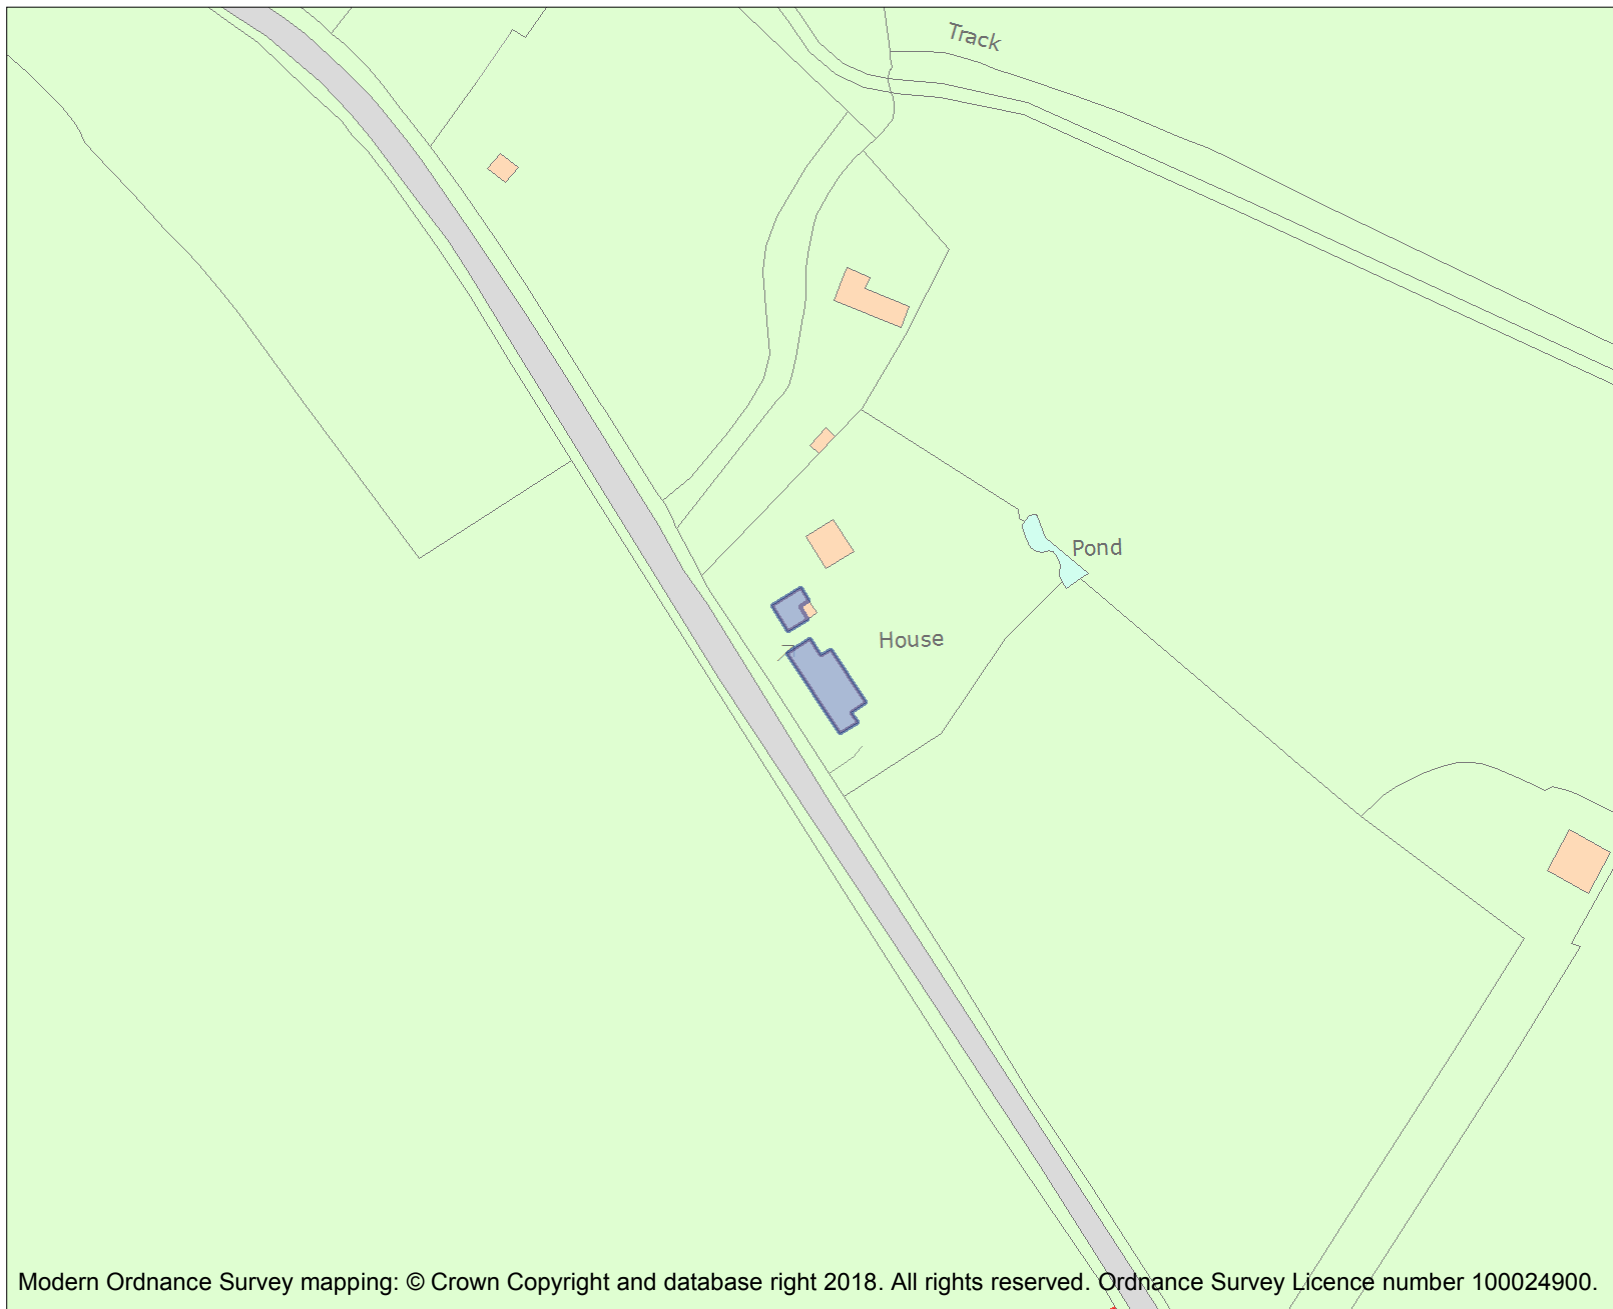 Track
Pond
House
Modern Ordnance Survey mapping: © Crown Copyright and database right 2018. All rights reserved. Ordnance Survey Licence number 100024900.